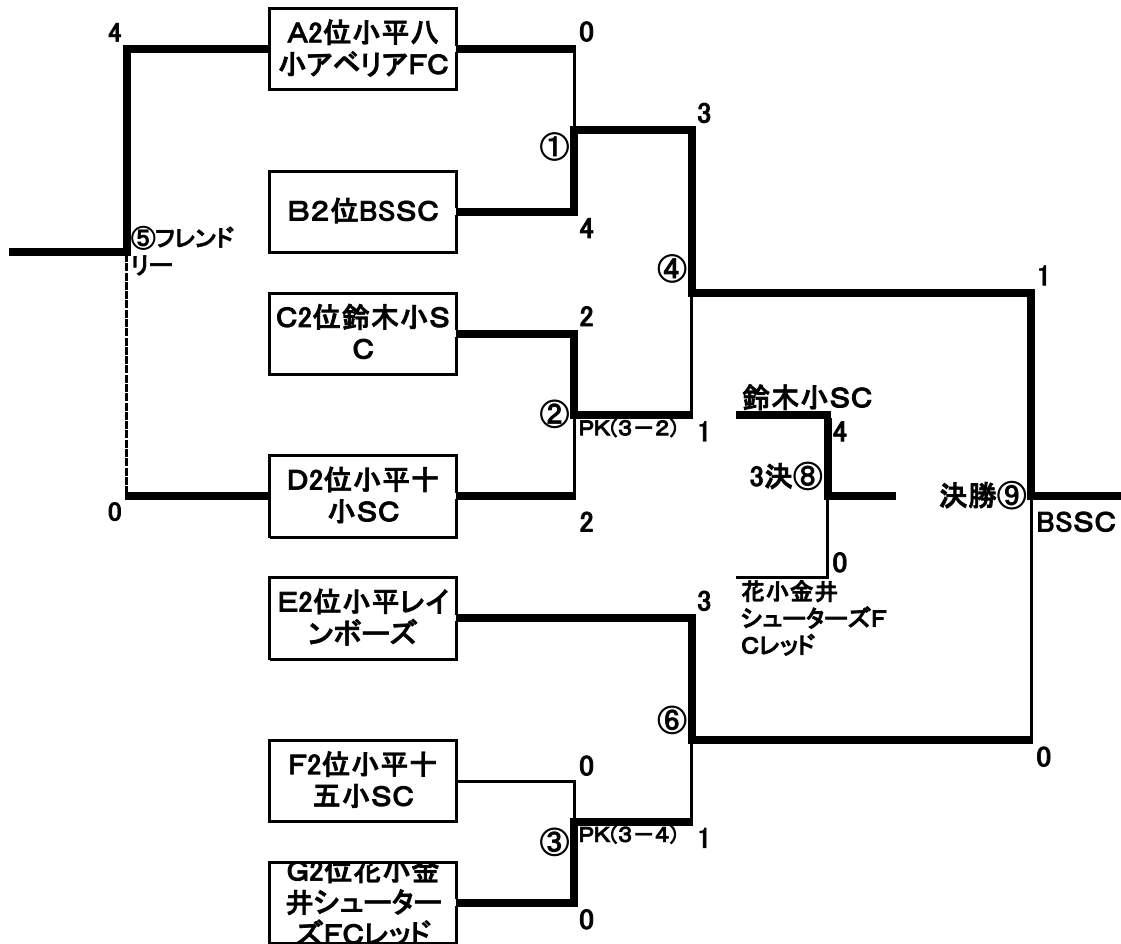 4
A2位小平八
小アベリアFC
0
3
①
B2位BSSC
4
⑤フレンド
リー
④
1
C2位鈴木小S
C
2
②
PK(3－2)
1
鈴木小SC
4
3決⑧
決勝⑨
BSSC
D2位小平十
小SC
0
2
0
花小金井
シューターズF
Cレッド
E2位小平レイ
ンボーズ
3
⑥
0
F2位小平十
五小SC
0
③
PK(3－4)
1
G2位花小金
井シューター
ズFCレッド
0